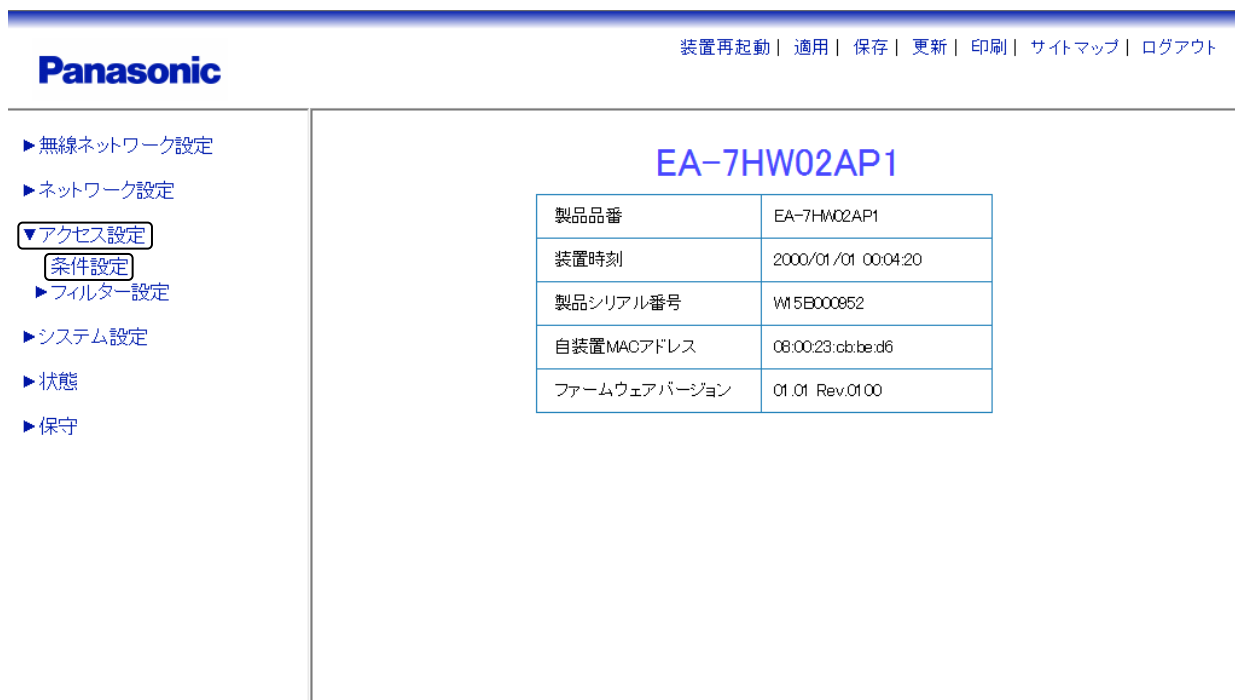 装置再起動| 適用| 保存| 更新| 印刷| サイトマップ| ログアウト
Panasonic
►無線ネットワーク設定
►ネットワーク設定
▼アクセス設定
条件設定
►フィルター設定
►システム設定
►状態
►保守
EA-7HW02AP1
製品品番 EA-7HW02AP1
装置時刻 2000/01/01 00:04:20
製品シリアル番号 W15B000952
自装置MACアドレス 08:00:23:cb:be:d6
ファームウェアバージョン 01.01 Rev.0100